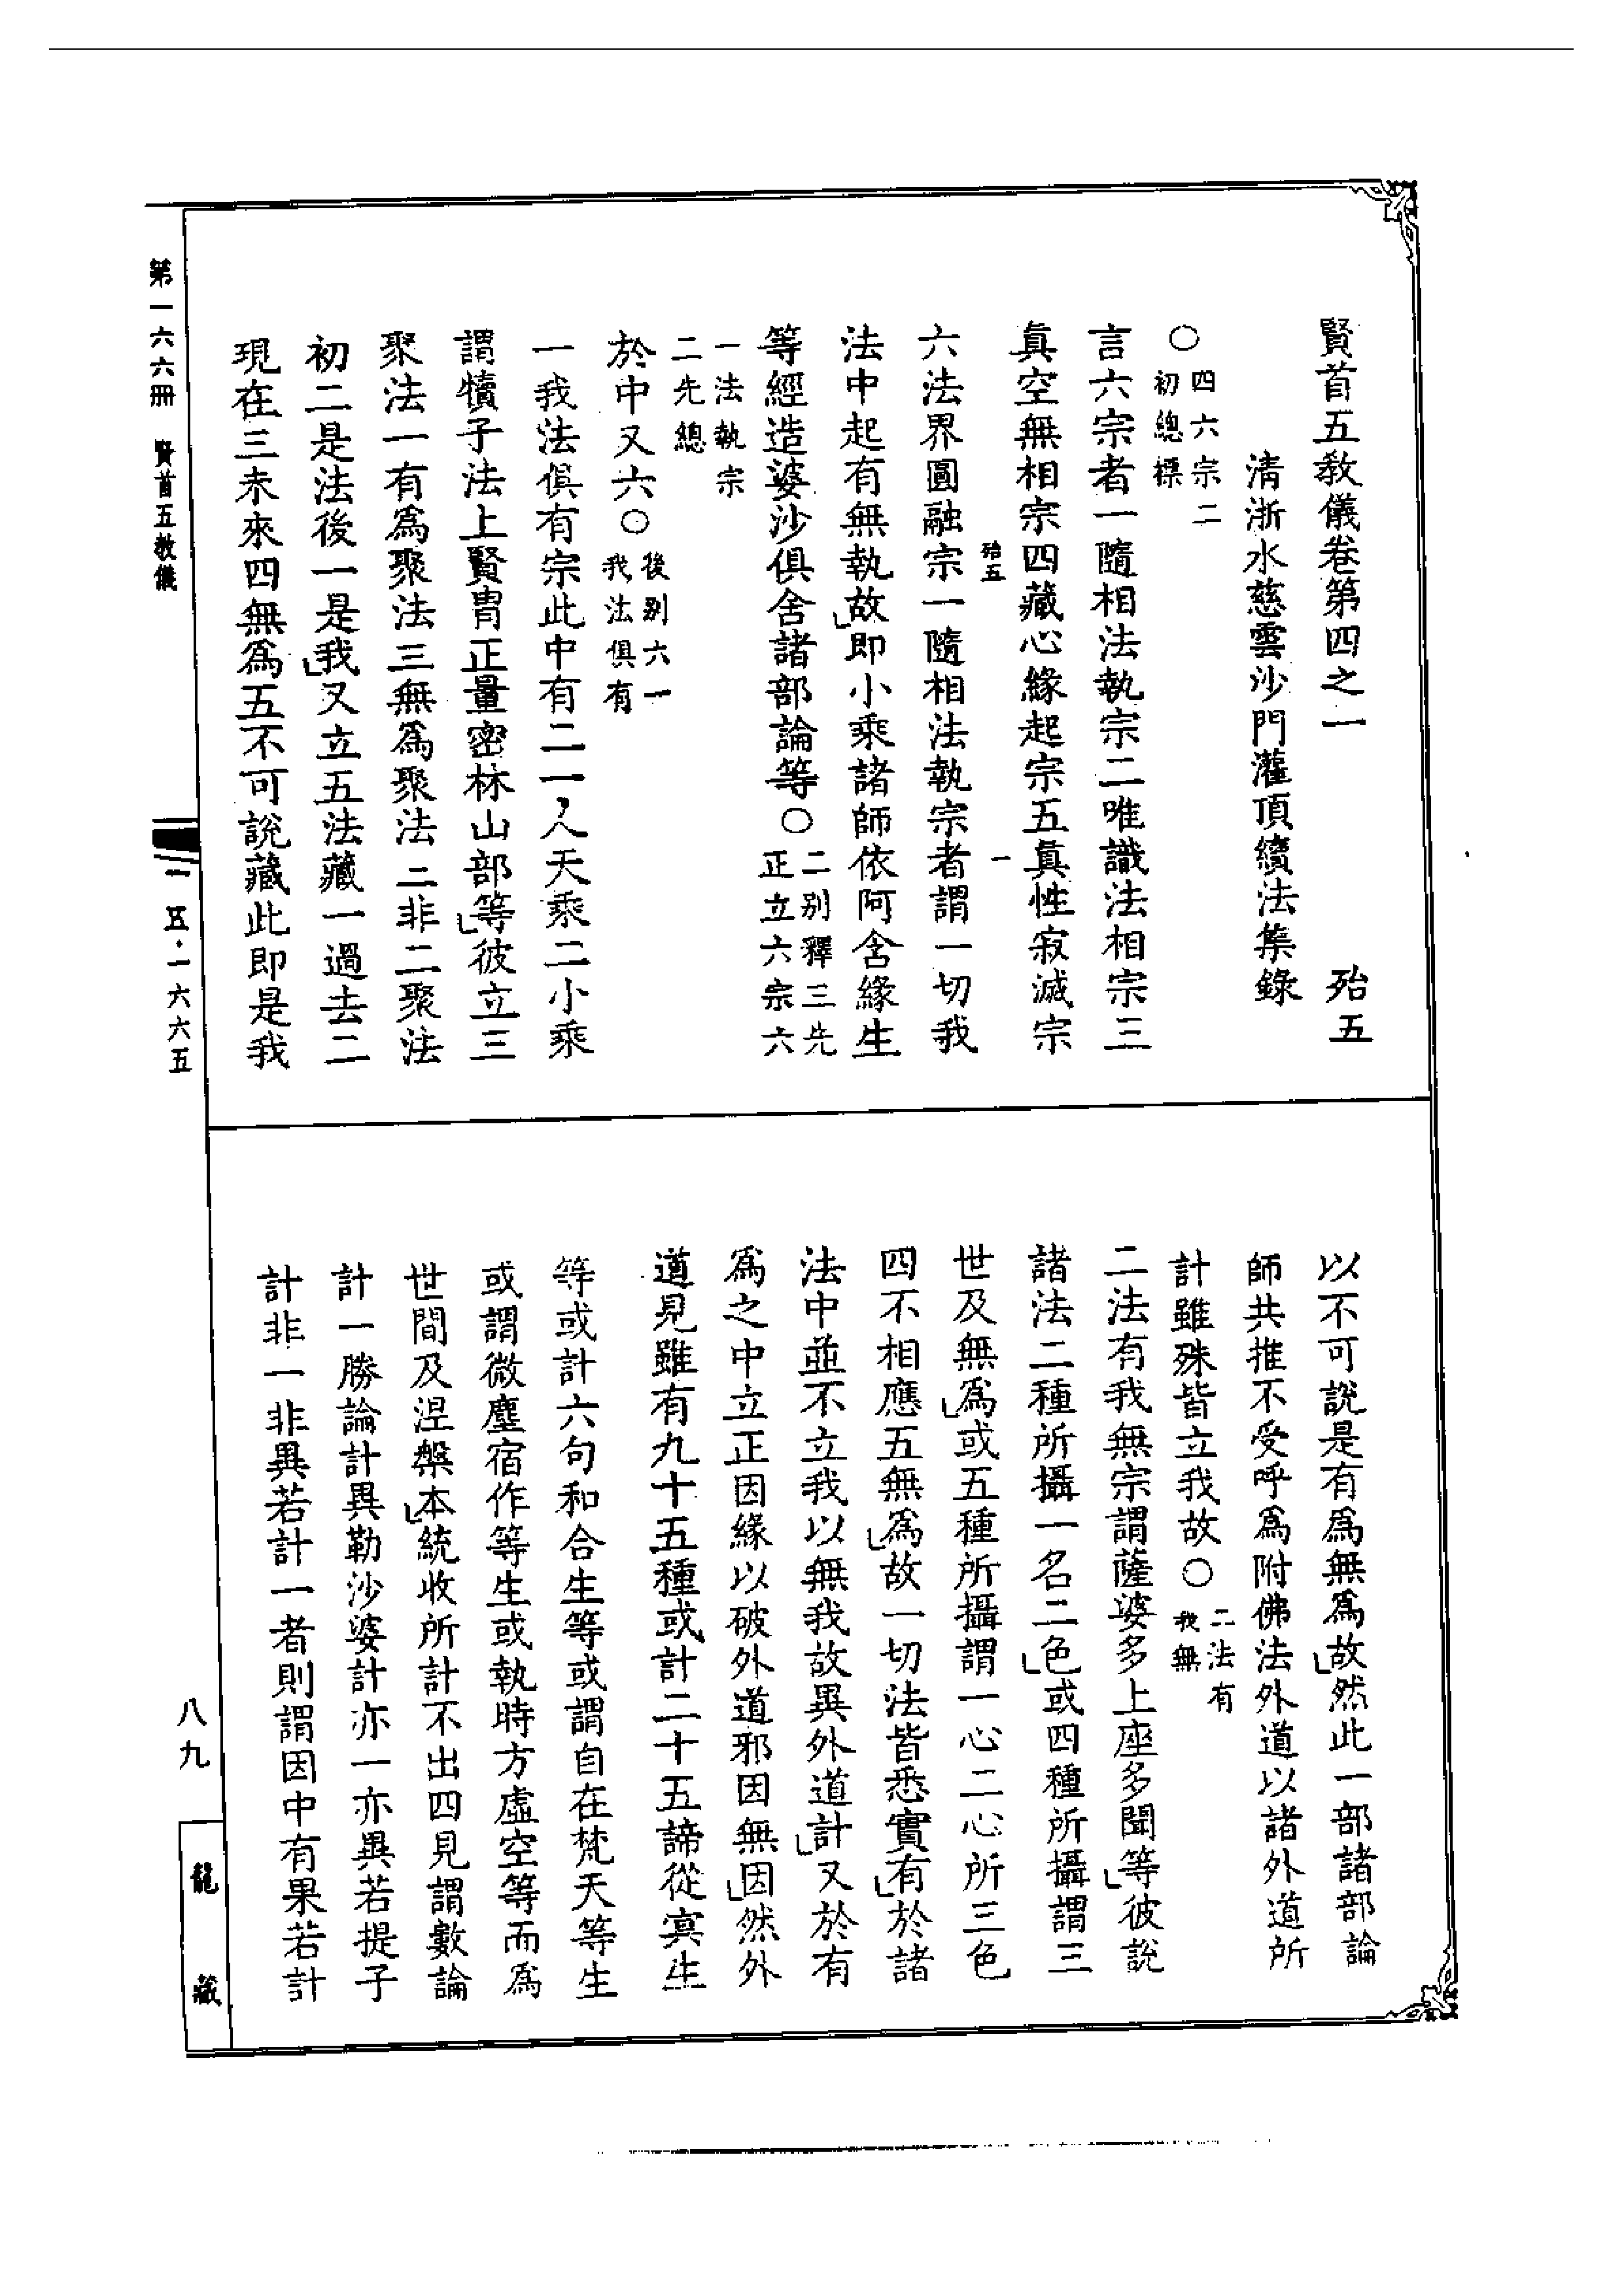 賢首五教儀卷第四之一 殆五
清浙水慈雲沙門灌頂續法集錄
○四六宗二初總標
言六宗者一隨相法執宗二唯識法相宗三
真空無相宗四藏心緣起宗五真性寂滅宗
殆五 一
六法界圓融宗一隨相法執宗者謂一切我
法中起有無執故即小乘諸師依阿含緣生
等經造婆沙俱舍諸部論等○二別釋三先正立六宗六
一法執宗二先總
於中又六○後別六一我法俱有
一我法俱有宗此中有二一人天乘二小乘
謂犢子法上賢胄正量密林山部等彼立三
聚法一有為聚法三無為聚法二非二聚法
初二是法後一是我又立五法藏一過去二
現在三未來四無為五不可說藏此即是我
以不可說是有為無為故然此一部諸部論
師共推不受呼為附佛法外道以諸外道所
計雖殊皆立我故○二法有我無
二法有我無宗謂薩婆多上座多聞等彼說
諸法二種所攝一名二色或四種所攝謂三
世及無為或五種所攝謂一心二心所三色
四不相應五無為故一切法皆悉實有於諸
法中並不立我以無我故異外道計又於有
為之中立正因緣以破外道邪因無因然外
道見雖有九十五種或計二十五諦從冥生
等或計六句和合生等或謂自在梵天等生
或謂微塵宿作等生或執時方虛空等而為
世間及涅槃本統收所計不出四見謂數論
計一勝論計異勒沙婆計亦一亦異若提子
計非一非異若計一者則謂因中有果若計
第一六六冊 賢首五教儀
一五·一六六五
八九
龍藏